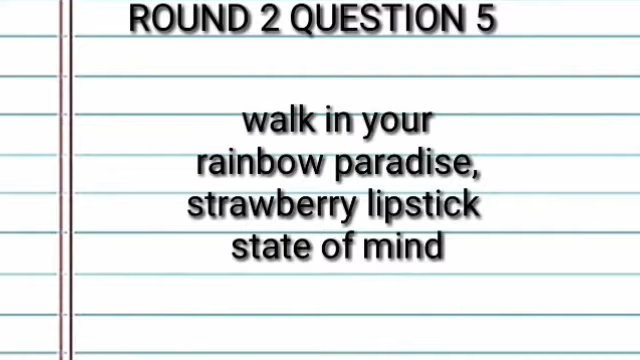 ROUND 2 QUESTION 5
walk in your
rainbow paradise,
strawberry lipstick
state of mind